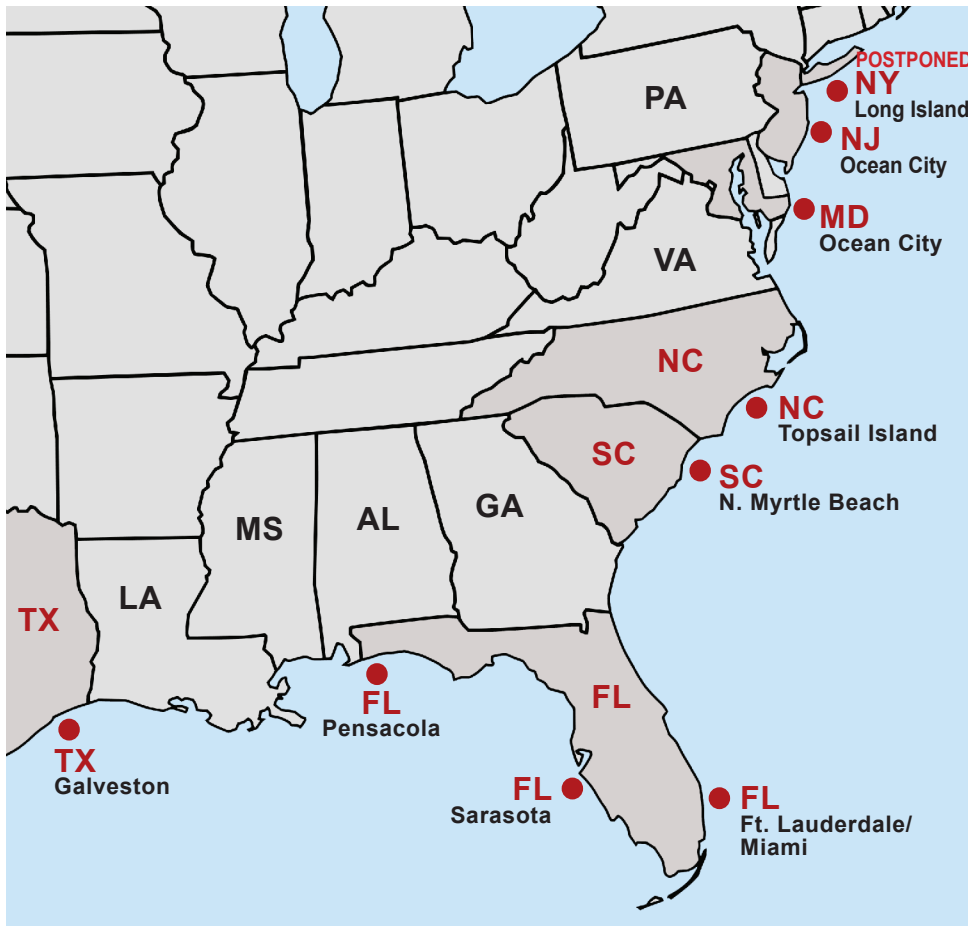 POSTPONED
NY
Long Island
PA
NJ
Ocean City
MD
Ocean City
VA
NC
NC
Topsail Island
SC
SC
N. Myrtle Beach
GA
AL
MS
LA
TX
FL
Pensacola
FL
TX
Galveston
FL
Sarasota
FL
Ft. Lauderdale/
Miami